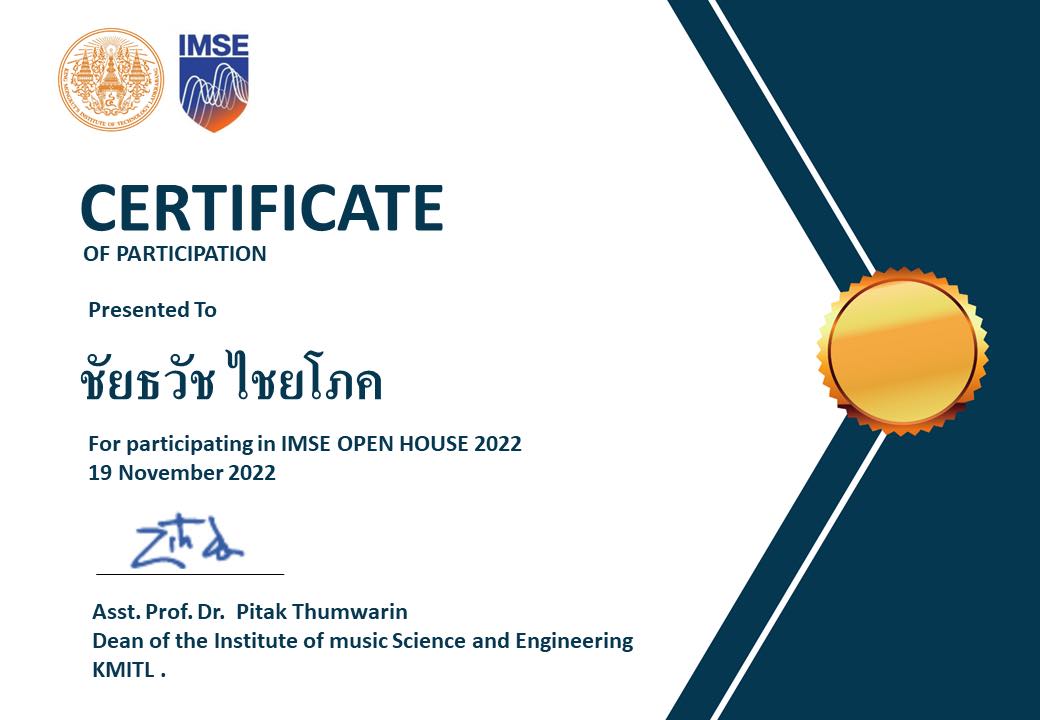 KING MONGKUT'S INSTITUTE OF TECHNOLOGY LADKRABANG
IMSE
CERTIFICATE
OF PARTICIPATION
Presented To
ชัยธวัช ไชยโภค
For participating in IMSE OPEN HOUSE 2022
19 November 2022
Asst. Prof. Dr. Pitak Thumwarin
Dean of the Institute of music Science and Engineering
KMITL .